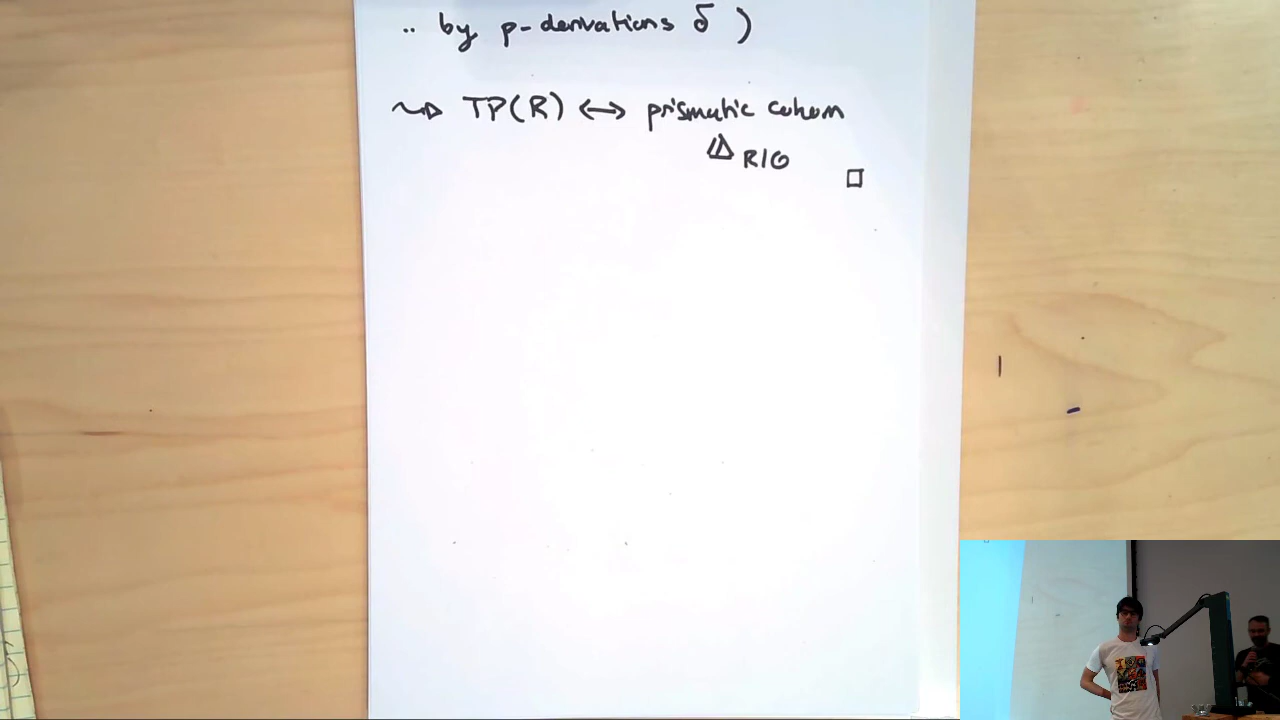 .. by p-derivations δ )
⇝ TP(R) ↔ prismatic cohom
𝚫 R/O
□